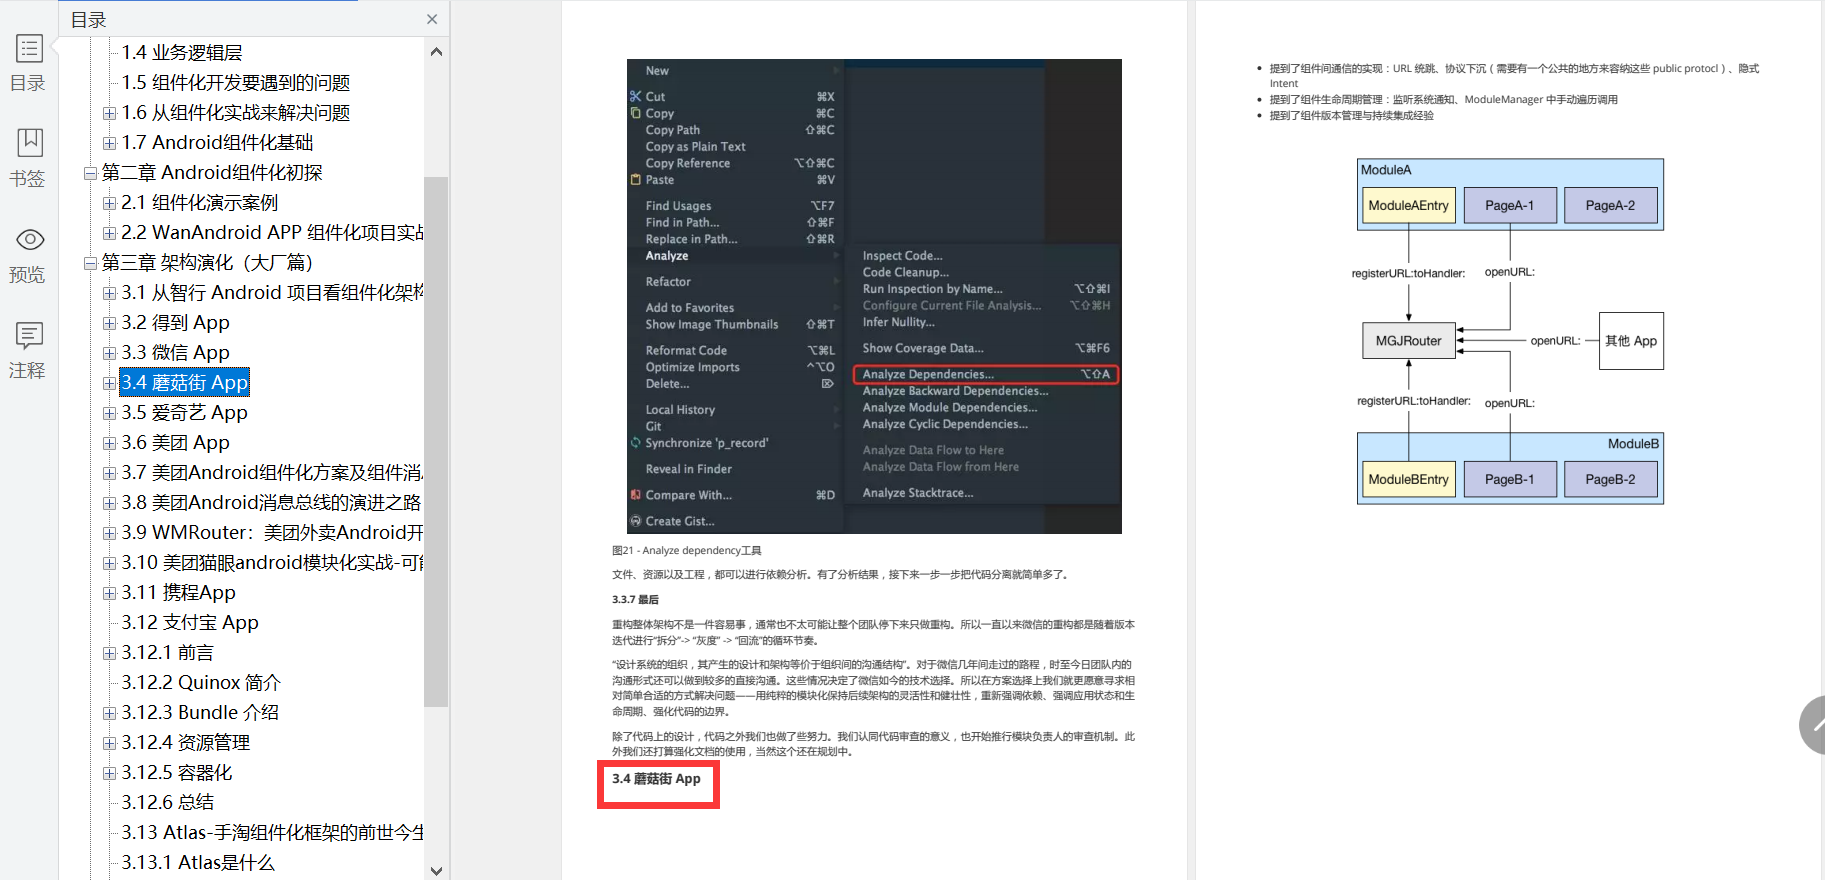 目录
目录
书签
预览
注释
1.4 业务逻辑层
1.5 组件化开发要遇到的问题
1.6 从组件化实战来解决问题
1.7 Android组件化基础
第二章 Android组件化初探
2.1 组件化演示案例
2.2 WanAndroid APP 组件化项目实战
第三章 架构演化（大厂篇）
3.1 从智行 Android 项目看组件化架构
3.2 得到 App
3.3 微信 App
3.4 蘑菇街 App
3.5 爱奇艺 App
3.6 美团 App
3.7 美团Android组件化方案及组件消
3.8 美团Android消息总线的演进之路
3.9 WMRouter：美团外卖Android开
3.10 美团猫眼android模块化实战-可
3.11 携程App
3.12 支付宝 App
3.12.1 前言
3.12.2 Quinox 简介
3.12.3 Bundle 介绍
3.12.4 资源管理
3.12.5 容器化
3.12.6 总结
3.13 Atlas-手淘组件化框架的前世今生
3.13.1 Atlas是什么
New
Cut ⌘X
Copy ⌘C
Copy Path ⇧⌘C
Copy as Plain Text
Copy Reference ⌥⇧⌘C
Paste ⌘V
Find Usages ⌥F7
Find in Path... ⇧⌘F
Replace in Path... ⇧⌘R
Analyze
Refactor
Add to Favorites
Show Image Thumbnails ⇧⌘T
Reformat Code ⌥⌘L
Optimize Imports ^⌥O
Delete... ⌦
Local History
Git
Synchronize 'p_record'
Reveal in Finder
Compare With... ⌘D
Create Gist...
Inspect Code...
Code Cleanup...
Run Inspection by Name... ⌥⇧⌘I
Configure Current File Analysis... ⌥⇧⌘H
Infer Nullity...
Show Coverage Data... ⌥⌘F6
Analyze Dependencies... ⌥⇧A
Analyze Backward Dependencies...
Analyze Module Dependencies...
Analyze Cyclic Dependencies...
Analyze Data Flow to Here
Analyze Data Flow from Here
Analyze Stacktrace...
图21 - Analyze dependency工具
文件、资源以及工程，都可以进行依赖分析。有了分析结果，接下来一步一步把代码分离就简单多了。
3.3.7 最后
重构整体架构不是一件容易事，通常也不太可能让整个团队停下来只做重构。所以一直以来微信的重构都是随着版本
迭代进行“拆分”-> “灰度” -> “回流”的循环节奏。
“设计系统的组织，其产生的设计和架构等价于组织间的沟通结构”。对于微信几年间走过的路程，时至今日团队内的
沟通形式还可以做到较多的直接沟通。这些情况决定了微信如今的技术选择。所以在方案选择上我们就更愿意寻求相
对简单合适的方式解决问题——用纯粹的模块化保持后续架构的灵活性和健壮性，重新强调依赖、强调应用状态和生
命周期、强化代码的边界。
除了代码上的设计，代码之外我们也做了些努力。我们认同代码审查的意义，也开始推行模块负责人的审查机制。此
外我们还打算强化文档的使用，当然这个还在规划中。
3.4 蘑菇街 App
• 提到了组件间通信的实现：URL 统跳、协议下沉（需要有一个公共的地方来容纳这些 public protocl）、隐式
Intent
• 提到了组件生命周期管理：监听系统通知、ModuleManager 中手动遍历调用
• 提到了组件版本管理与持续集成经验
ModuleA
ModuleAEntry PageA-1 PageA-2
registerURL:toHandler: openURL:
MGJRouter openURL: 其他 App
registerURL:toHandler: openURL:
ModuleB
ModuleBEntry PageB-1 PageB-2